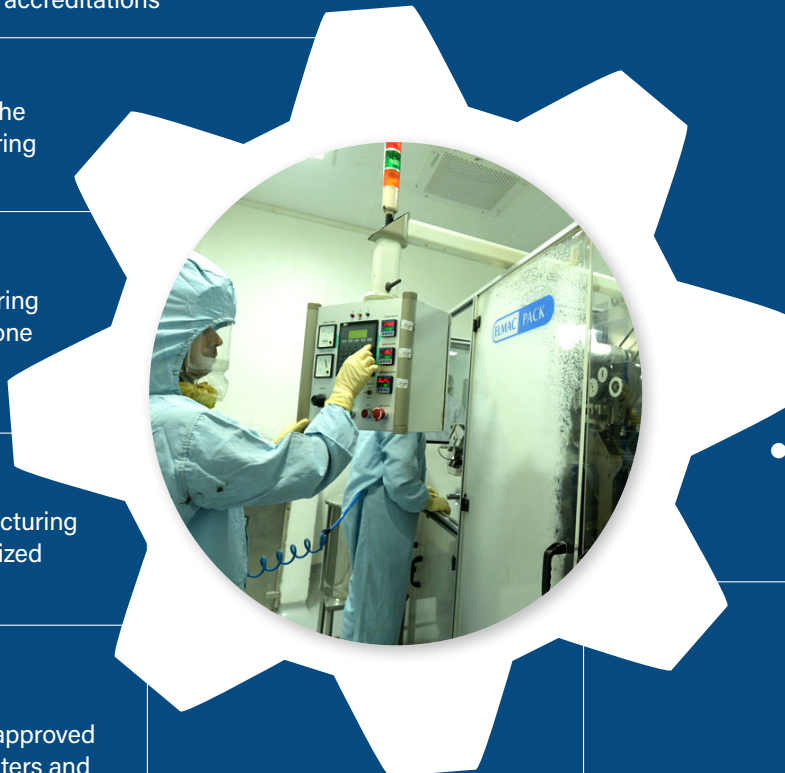 accreditations
he
ring
ring
one
cturing
ized
approved
ters and
ELMAC PACK